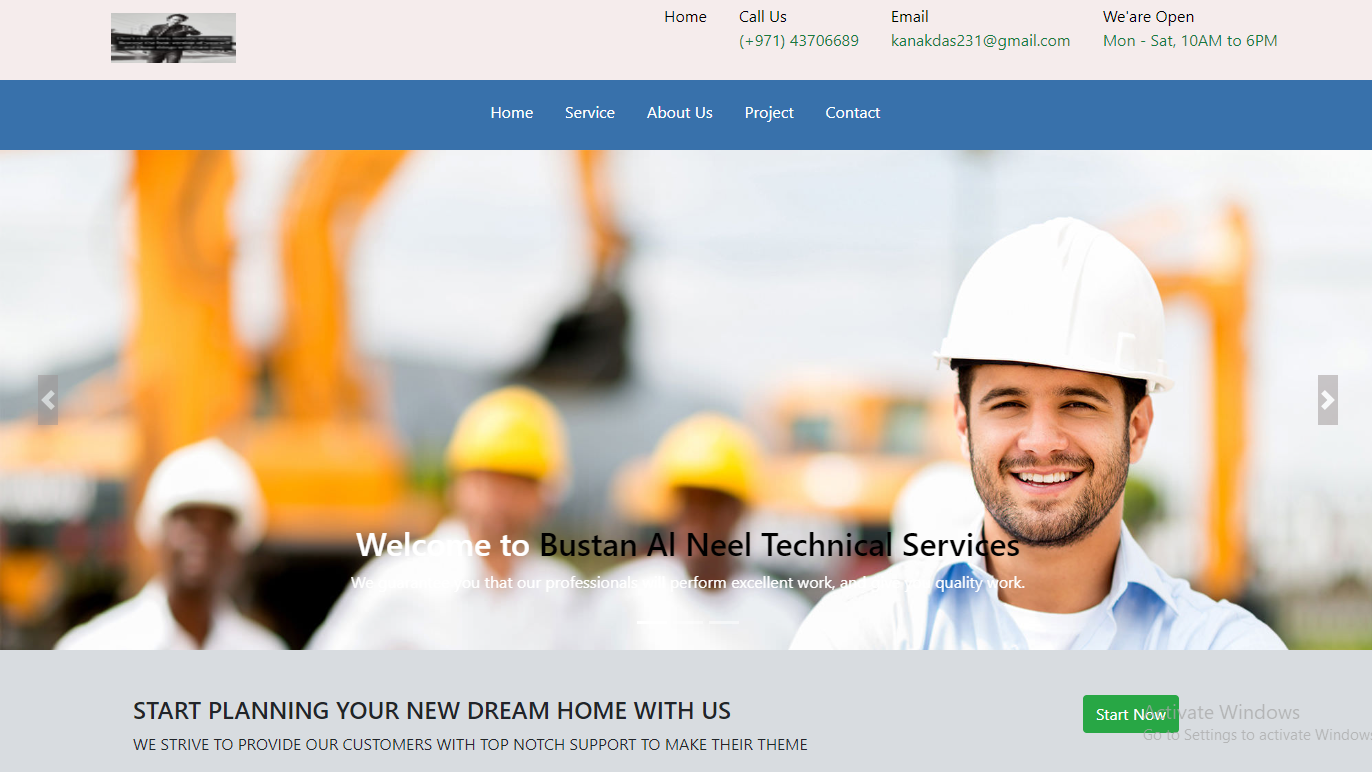 Home
Call Us
(+971) 43706689
Email
kanakdas231@gmail.com
We'are Open
Mon - Sat, 10AM to 6PM
Home Service About Us Project Contact
Welcome to Bustan Al Neel Technical Services
We you that our professionals will perform excellent work, and quality work.
START PLANNING YOUR NEW DREAM HOME WITH US
WE STRIVE TO PROVIDE OUR CUSTOMERS WITH TOP NOTCH SUPPORT TO MAKE THEIR THEME
Start Now
Activate Windows
Go to Settings to activate Windows